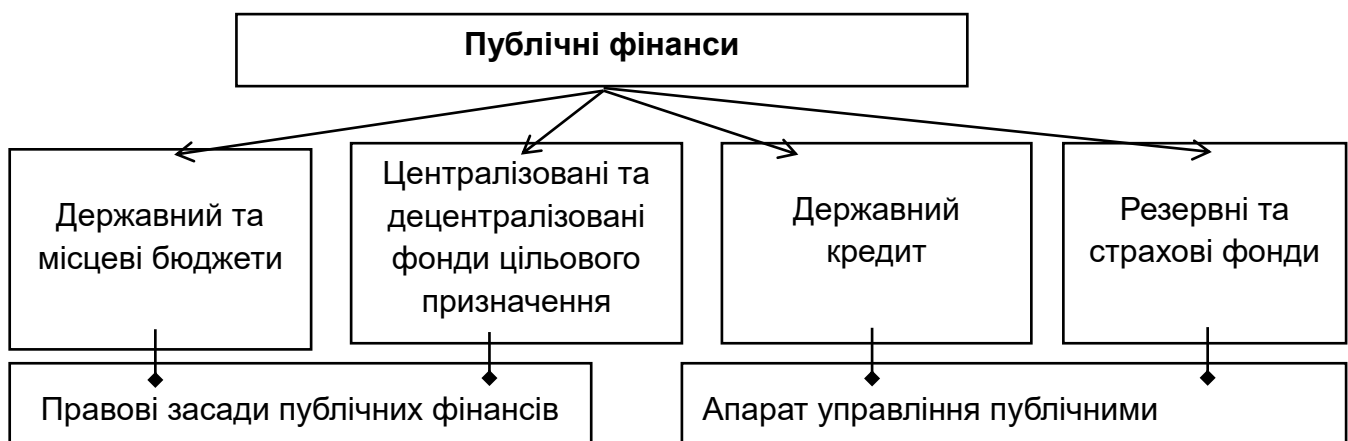 Публічні фінанси
Державний та
місцеві бюджети
Централізовані та
децентралізовані
фонди цільового
призначення
Державний
кредит
Резервні та
страхові фонди
Правові засади публічних фінансів
Апарат управління публічними